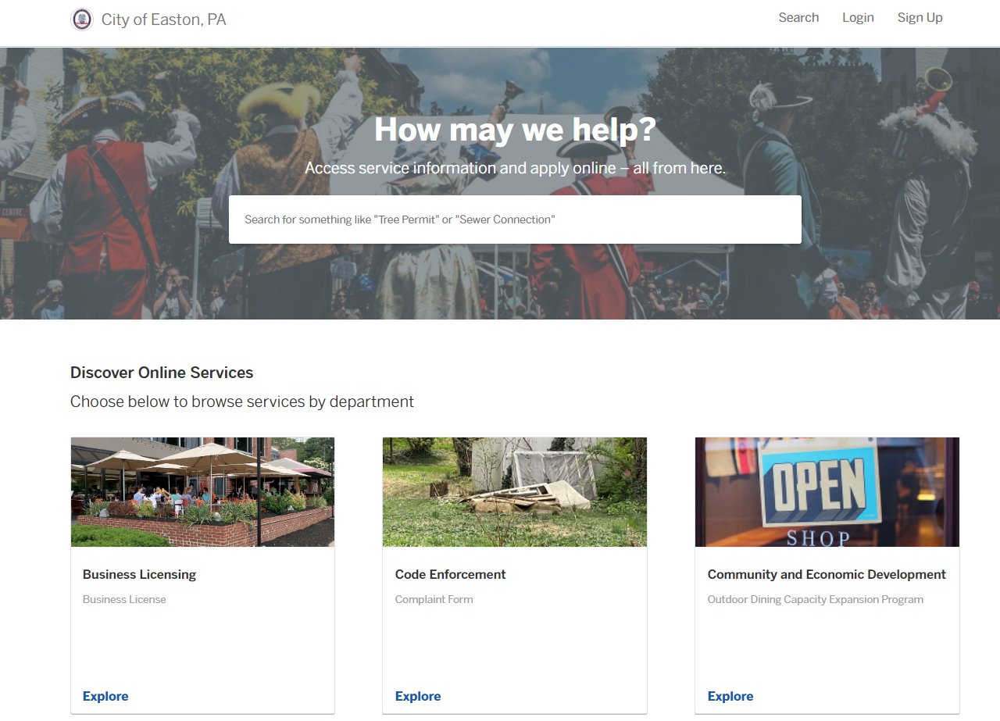 City of Easton, PA
Search Login Sign Up
CENTRE
How may we help?
Access service information and apply online – all from here.
Search for something like "Tree Permit" or "Sewer Connection"
Discover Online Services
Choose below to browse services by department
OPEN
SHOP
Business Licensing
Business License
Explore
Code Enforcement
Complaint Form
Explore
Community and Economic Development
Outdoor Dining Capacity Expansion Program
Explore